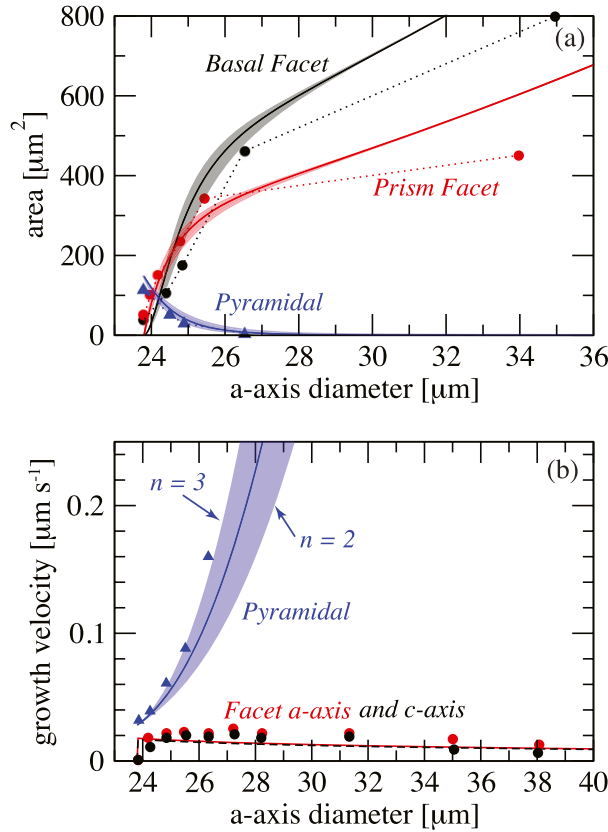 800
(a)
Basal Facet
600
area [μm²]
400
Prism Facet
200
Pyramidal
0
24 26 28 30 32 34 36
a-axis diameter [μm]
(b)
growth velocity [μm s⁻¹]
0.2
n = 3
n = 2
Pyramidal
0.1
Facet a-axis and c-axis
0
23 24 26 28 30 32 34 36 38 40
a-axis diameter [μm]